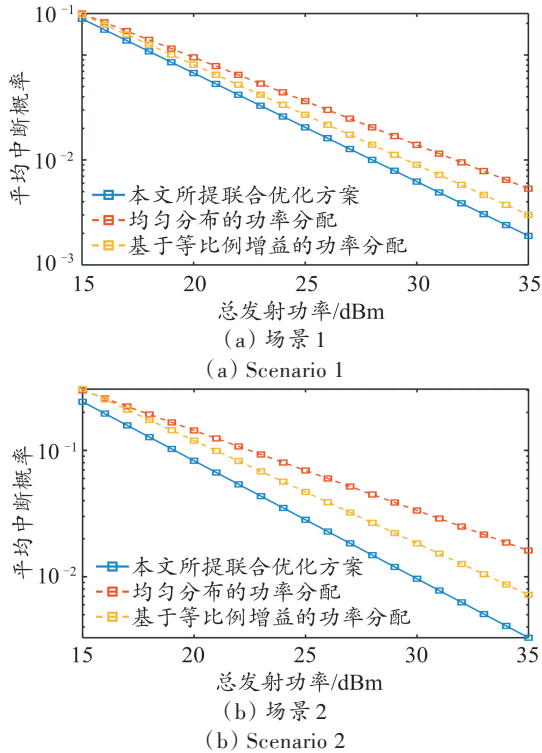 10⁻¹
平均中断概率
10⁻²
本文所提联合优化方案
均匀分布的功率分配
基于等比例增益的功率分配
10⁻³
15 20 25 30 35
总发射功率/dBm
(a) 场景1
(a) Scenario 1
10⁻¹
平均中断概率
10⁻²
本文所提联合优化方案
均匀分布的功率分配
基于等比例增益的功率分配
15 20 25 30 35
总发射功率/dBm
(b) 场景2
(b) Scenario 2